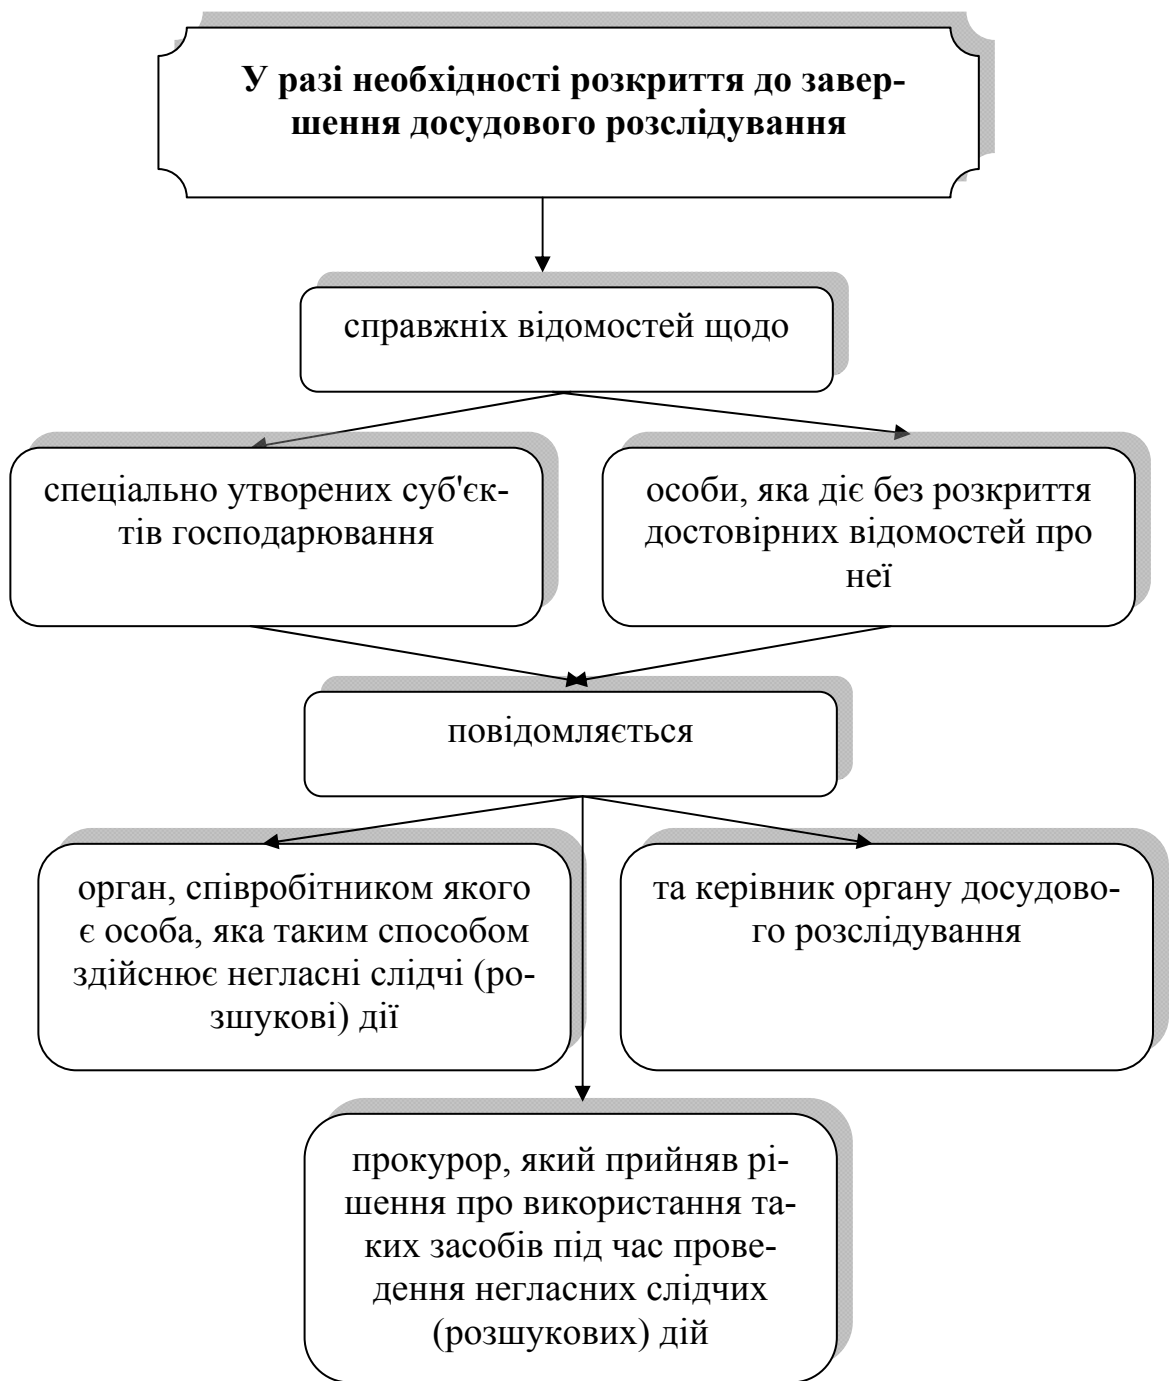 У разі необхідності розкриття до завер-
шення досудового розслідування
справжніх відомостей щодо
спеціально утворених суб'єк-
тів господарювання
особи, яка діє без розкриття
достовірних відомостей про
неї
повідомляється
орган, співробітником якого
є особа, яка таким способом
здійснює негласні слідчі (ро-
зшукові) дії
та керівник органу досудово-
го розслідування
прокурор, який прийняв рі-
шення про використання та-
ких засобів під час прове-
дення негласних слідчих
(розшукових) дій